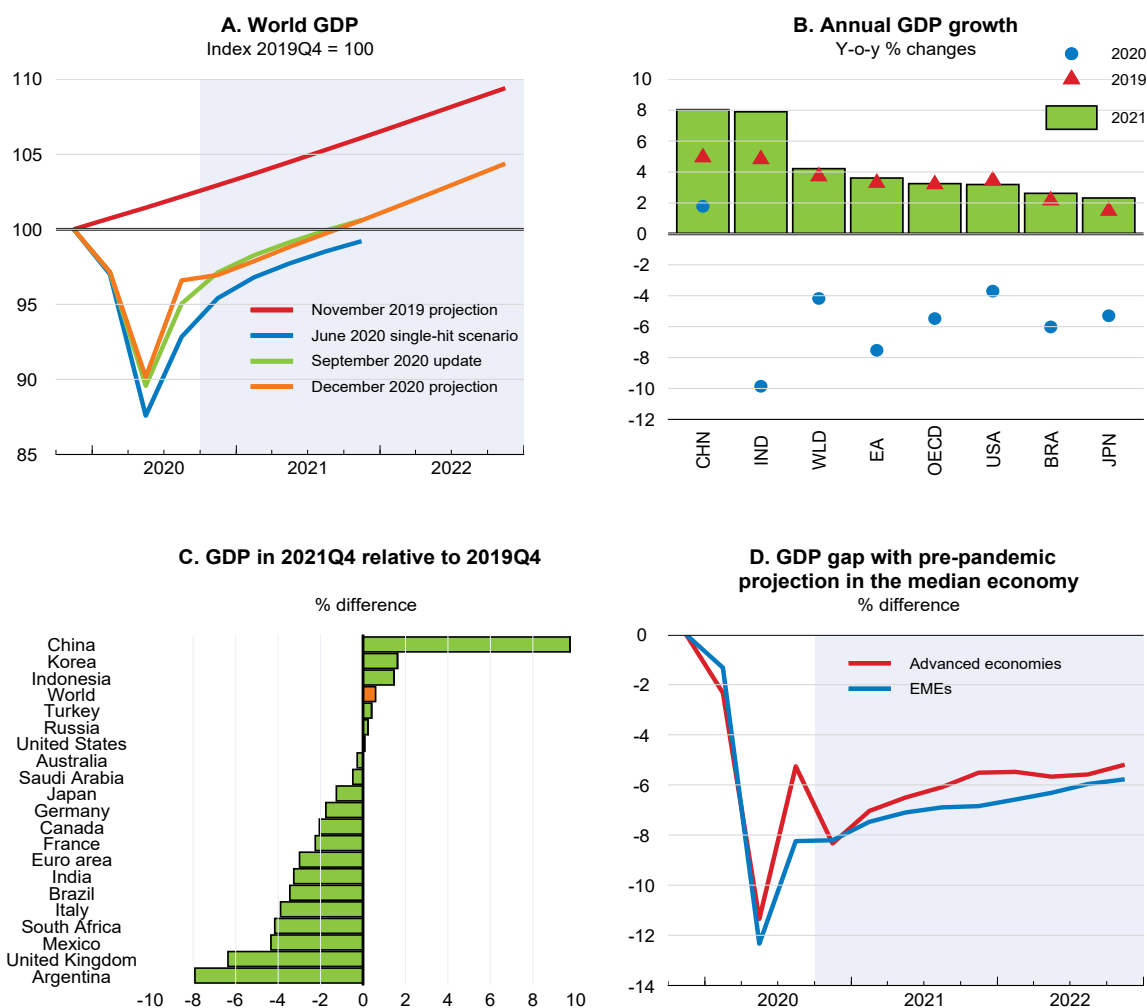 A. World GDP
Index 2019Q4 = 100
110
105
100
95
90
85
November 2019 projection
June 2020 single-hit scenario
September 2020 update
December 2020 projection
2020
2021
2022
B. Annual GDP growth
Y-o-y % changes
2020
2019
2021
10
8
6
4
2
0
-2
-4
-6
-8
-10
-12
CHN
IND
WLD
EA
OECD
USA
BRA
JPN
C. GDP in 2021Q4 relative to 2019Q4
% difference
China
Korea
Indonesia
World
Turkey
Russia
United States
Australia
Saudi Arabia
Japan
Germany
Canada
France
Euro area
India
Brazil
Italy
South Africa
Mexico
United Kingdom
Argentina
-10 -8 -6 -4 -2 0 2 4 6 8 10
D. GDP gap with pre-pandemic
projection in the median economy
% difference
0
-2
-4
-6
-8
-10
-12
-14
Advanced economies
EMEs
2020
2021
2022